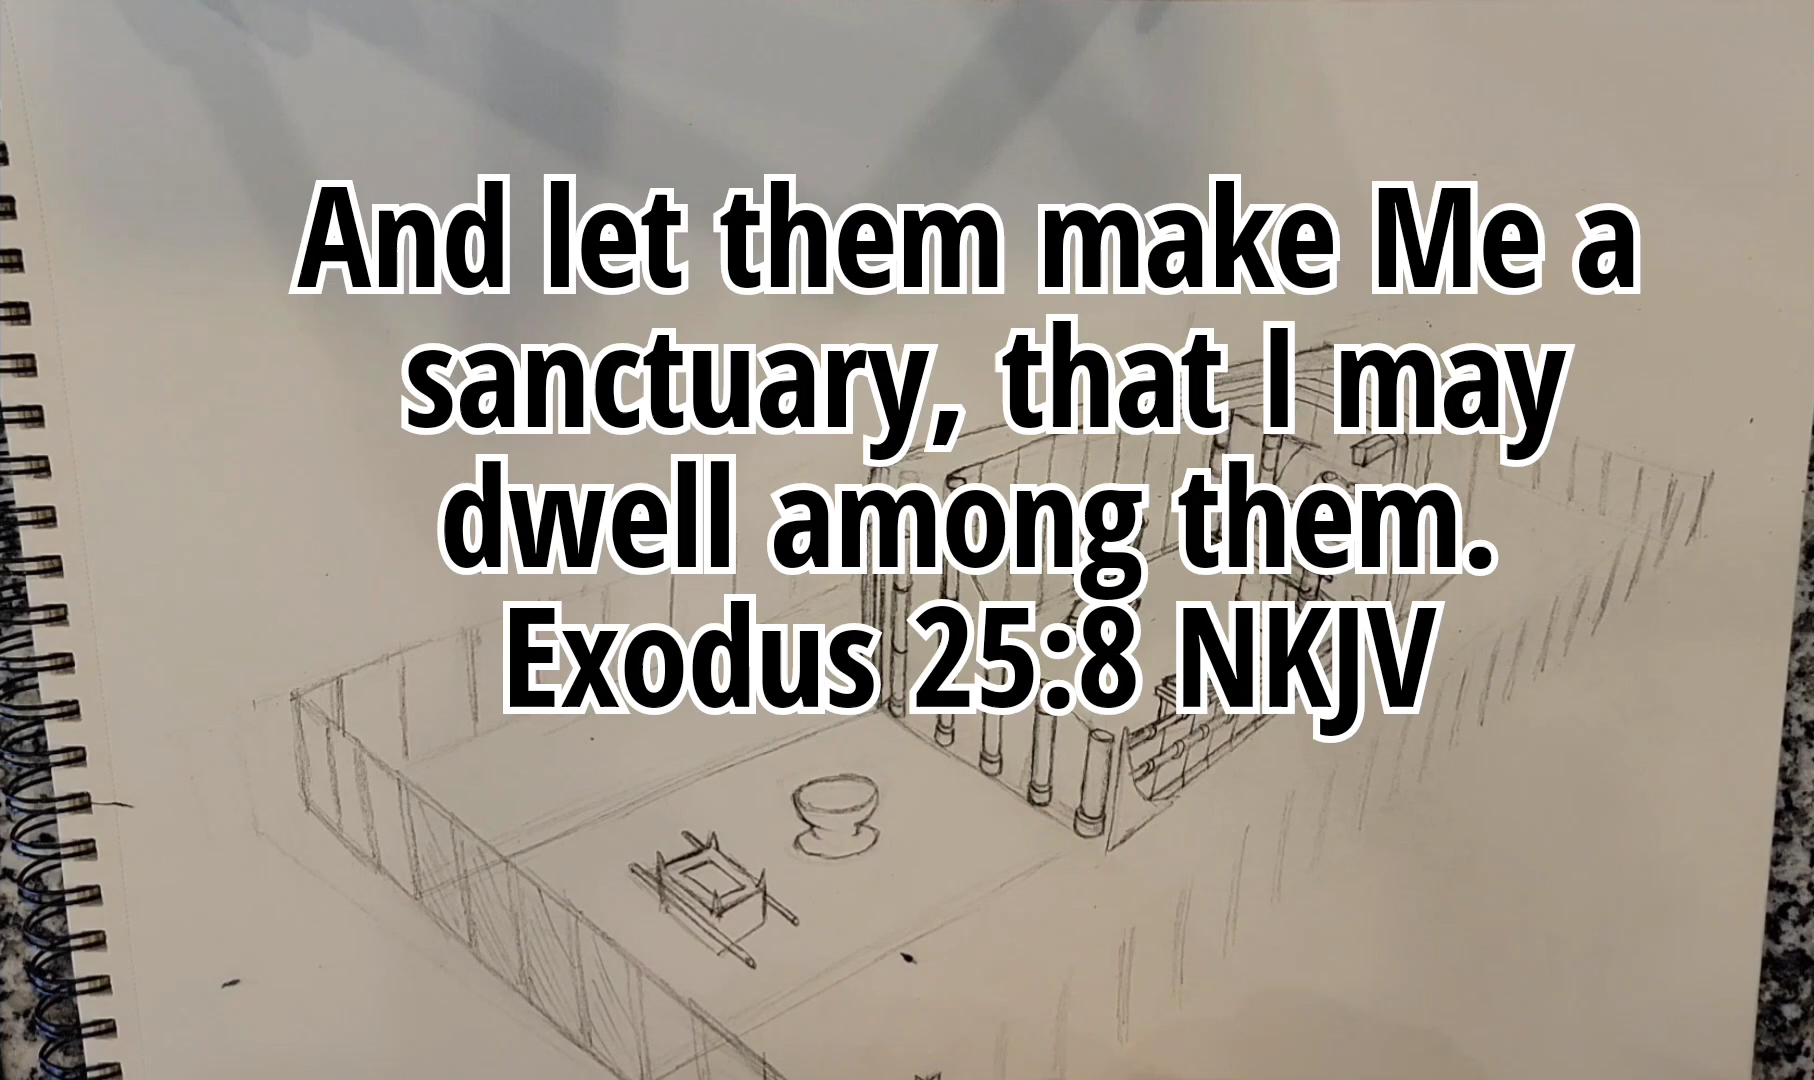 And let them make Me a
sanctuary, that I may
dwell among them.
Exodus 25:8 NKJV